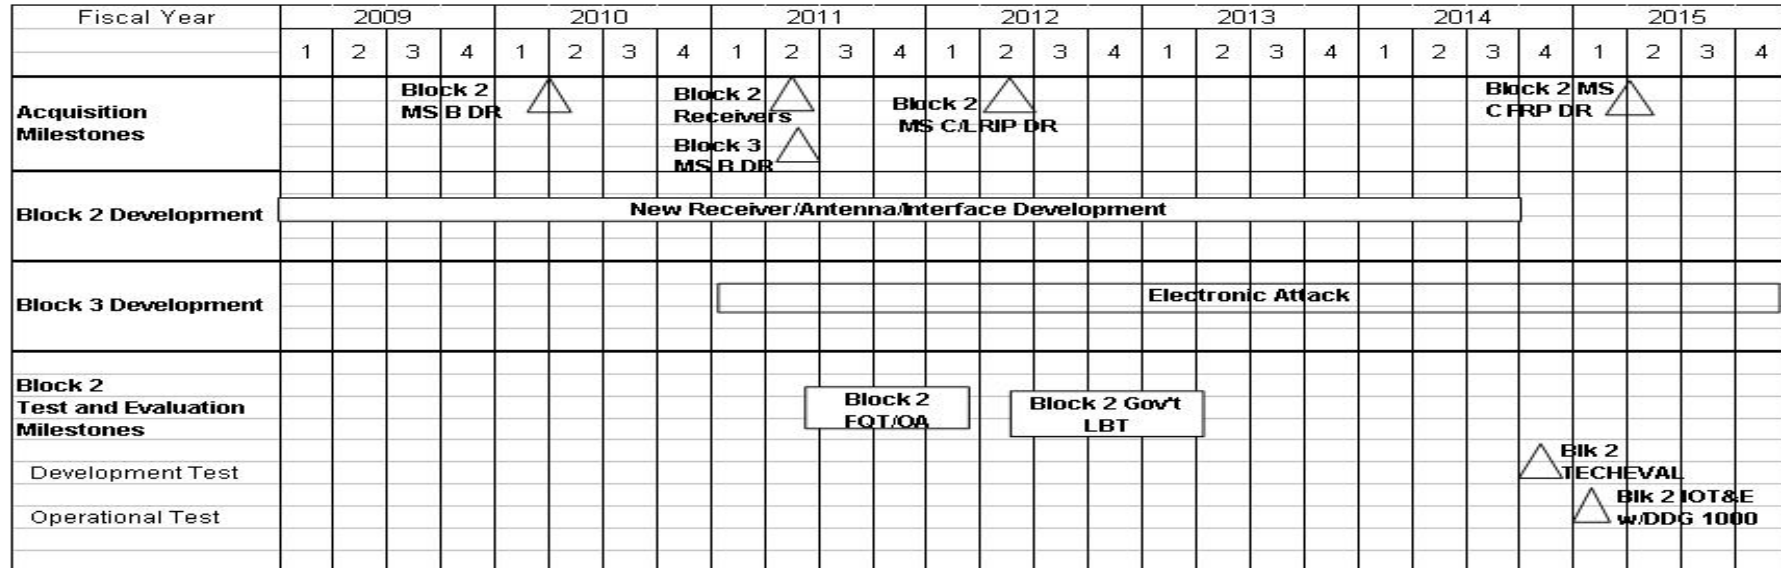 Fiscal Year 2009 2010 2011 2012 2013 2014 2015
1 2 3 4 1 2 3 4 1 2 3 4 1 2 3 4 1 2 3 4 1 2 3 4 1 2 3 4
Acquisition
Milestones
Block 2
MS B DR
Block 2
Receivers
Block 3
MS B DR
Block 2
MS C/LRIP DR
Block 2 MS
C FRP DR
Block 2 Development
New Receiver/Antenna/Interface Development
Block 3 Development
Electronic Attack
Block 2
Test and Evaluation
Milestones
Block 2
FQT/OA
Block 2 Gov't
LBT
Development Test
Blk 2
TECHEVAL
Operational Test
Blk 2 IOT&E
w/DDG 1000